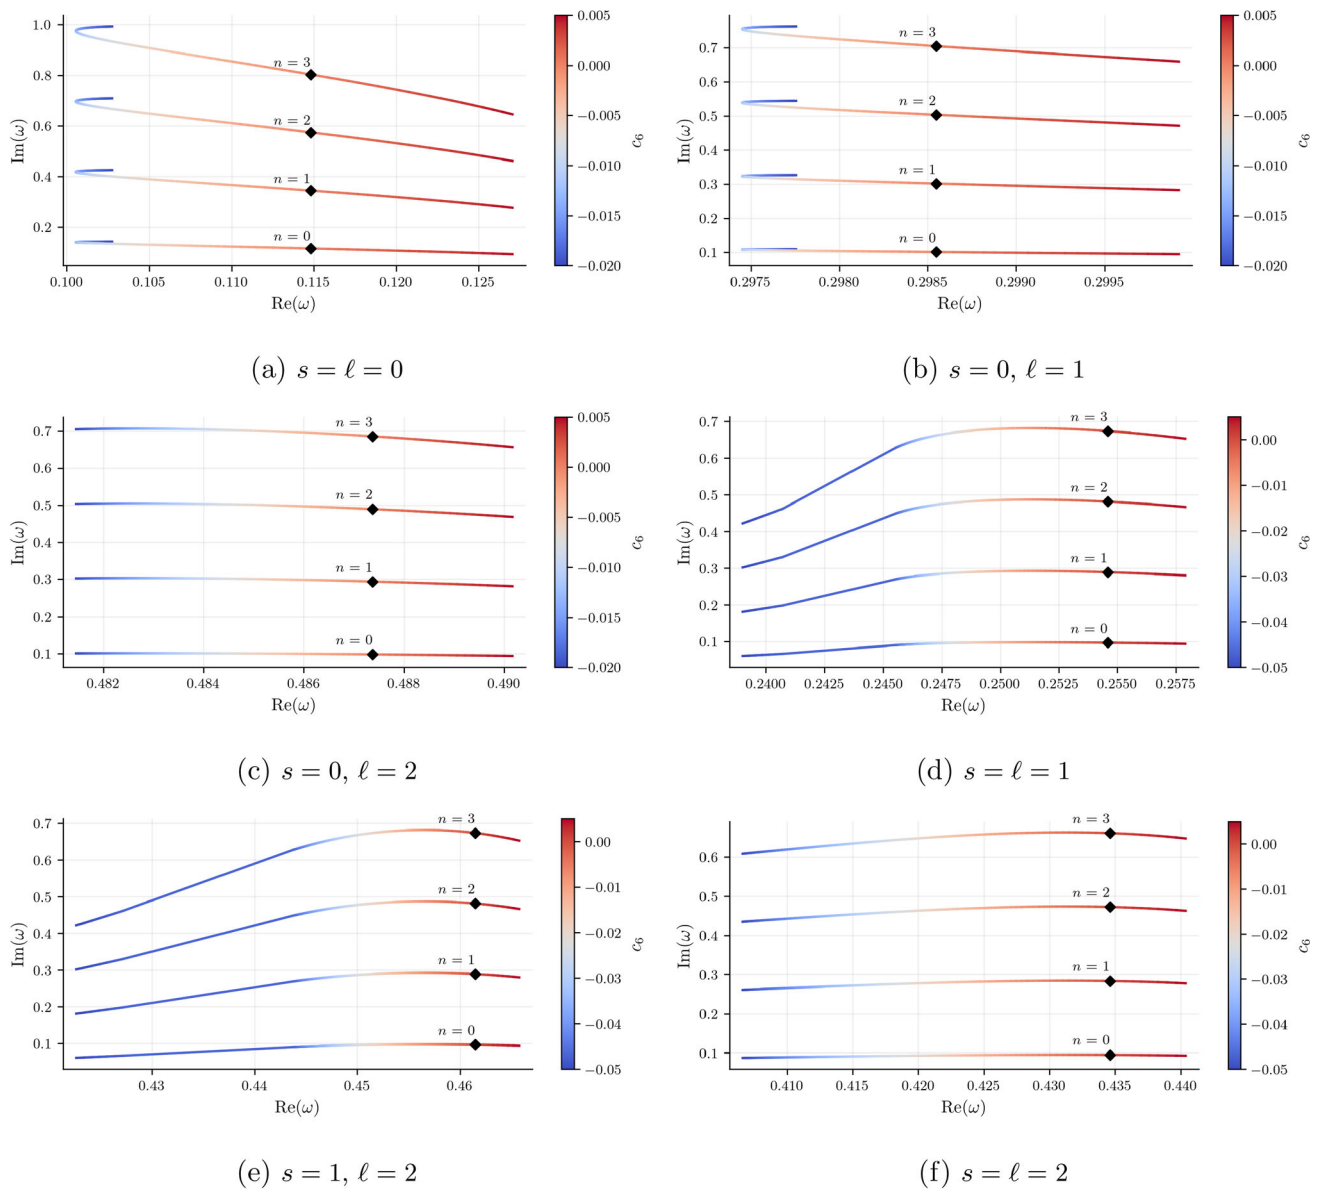 1.0
0.8
0.6
0.4
0.2
Im(ω)
n = 3
n = 2
n = 1
n = 0
0.100 0.105 0.110 0.115 0.120 0.125
Re(ω)
0.005
0.000
−0.005
−0.010
−0.015
−0.020
c₆
(a) s = ℓ = 0
0.7
0.6
0.5
0.4
0.3
0.2
0.1
Im(ω)
n = 3
n = 2
n = 1
n = 0
0.2975 0.2980 0.2985 0.2990 0.2995
Re(ω)
0.005
0.000
−0.005
−0.010
−0.015
−0.020
c₆
(b) s = 0, ℓ = 1
0.7
0.6
0.5
0.4
0.3
0.2
0.1
Im(ω)
n = 3
n = 2
n = 1
n = 0
0.482 0.484 0.486 0.488 0.490
Re(ω)
0.005
0.000
−0.005
−0.010
−0.015
−0.020
c₆
(c) s = 0, ℓ = 2
0.7
0.6
0.5
0.4
0.3
0.2
0.1
Im(ω)
n = 3
n = 2
n = 1
n = 0
0.2400 0.2425 0.2450 0.2475 0.2500 0.2525 0.2550 0.2575
Re(ω)
0.00
−0.01
−0.02
−0.03
−0.04
−0.05
c₆
(d) s = ℓ = 1
0.7
0.6
0.5
0.4
0.3
0.2
0.1
Im(ω)
n = 3
n = 2
n = 1
n = 0
0.43 0.44 0.45 0.46
Re(ω)
0.00
−0.01
−0.02
−0.03
−0.04
−0.05
c₆
(e) s = 1, ℓ = 2
0.6
0.5
0.4
0.3
0.2
0.1
Im(ω)
n = 3
n = 2
n = 1
n = 0
0.410 0.415 0.420 0.425 0.430 0.435 0.440
Re(ω)
0.00
−0.01
−0.02
−0.03
−0.04
−0.05
c₆
(f) s = ℓ = 2